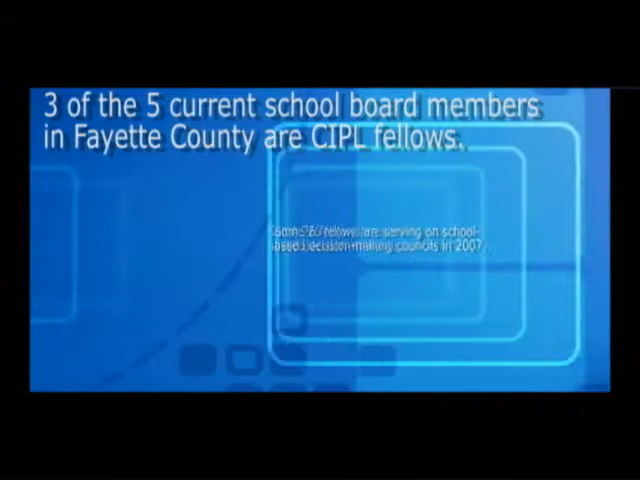 3 of the 5 current school board members
in Fayette County are CIPL fellows.
fellows are serving on school-
decision-making councils in 2007.